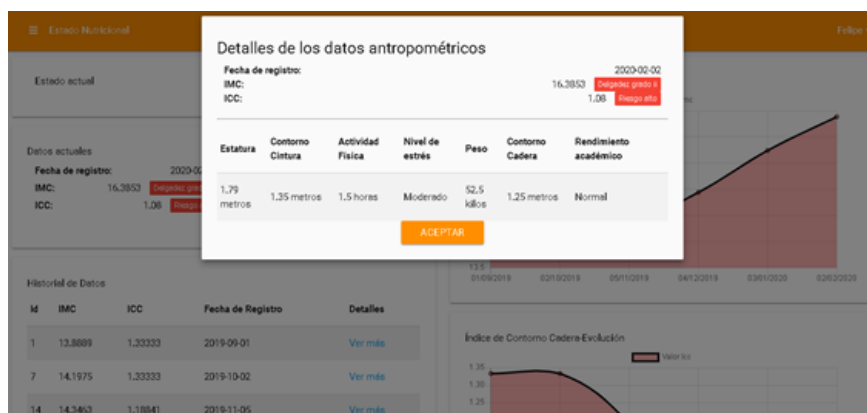 Estado Nutricional
Felipe
Detalles de los datos antropométricos
Fecha de registro: 2020-02-02
IMC: 16.3853 Delgadez grado II
ICC: 1.08 Riesgo alto
Estatura Contorno Cintura Actividad Física Nivel de estrés Peso Contorno Cadera Rendimiento académico
1.79 metros 1.35 metros 1.5 horas Moderado 52.5 kilos 1.25 metros Normal
ACEPTAR
Estado actual
Datos actuales
Fecha de registro: 2020-02
IMC: 16.3853 Delgadez grad
ICC: 1.08 Riesgo
13.5
01/09/2019 02/10/2019 05/11/2019 04/12/2019 03/01/2020 02/02/2020
Historial de Datos
Id IMC ICC Fecha de Registro Detalles
1 13.8889 1.33333 2019-09-01 Ver más
7 14.1975 1.33333 2019-10-02 Ver más
14 14.3463 1.18841 2019-11-05 Ver más
Índice de Contorno Cadera-Evolución
Valor Icc
1.35
1.30
1.25